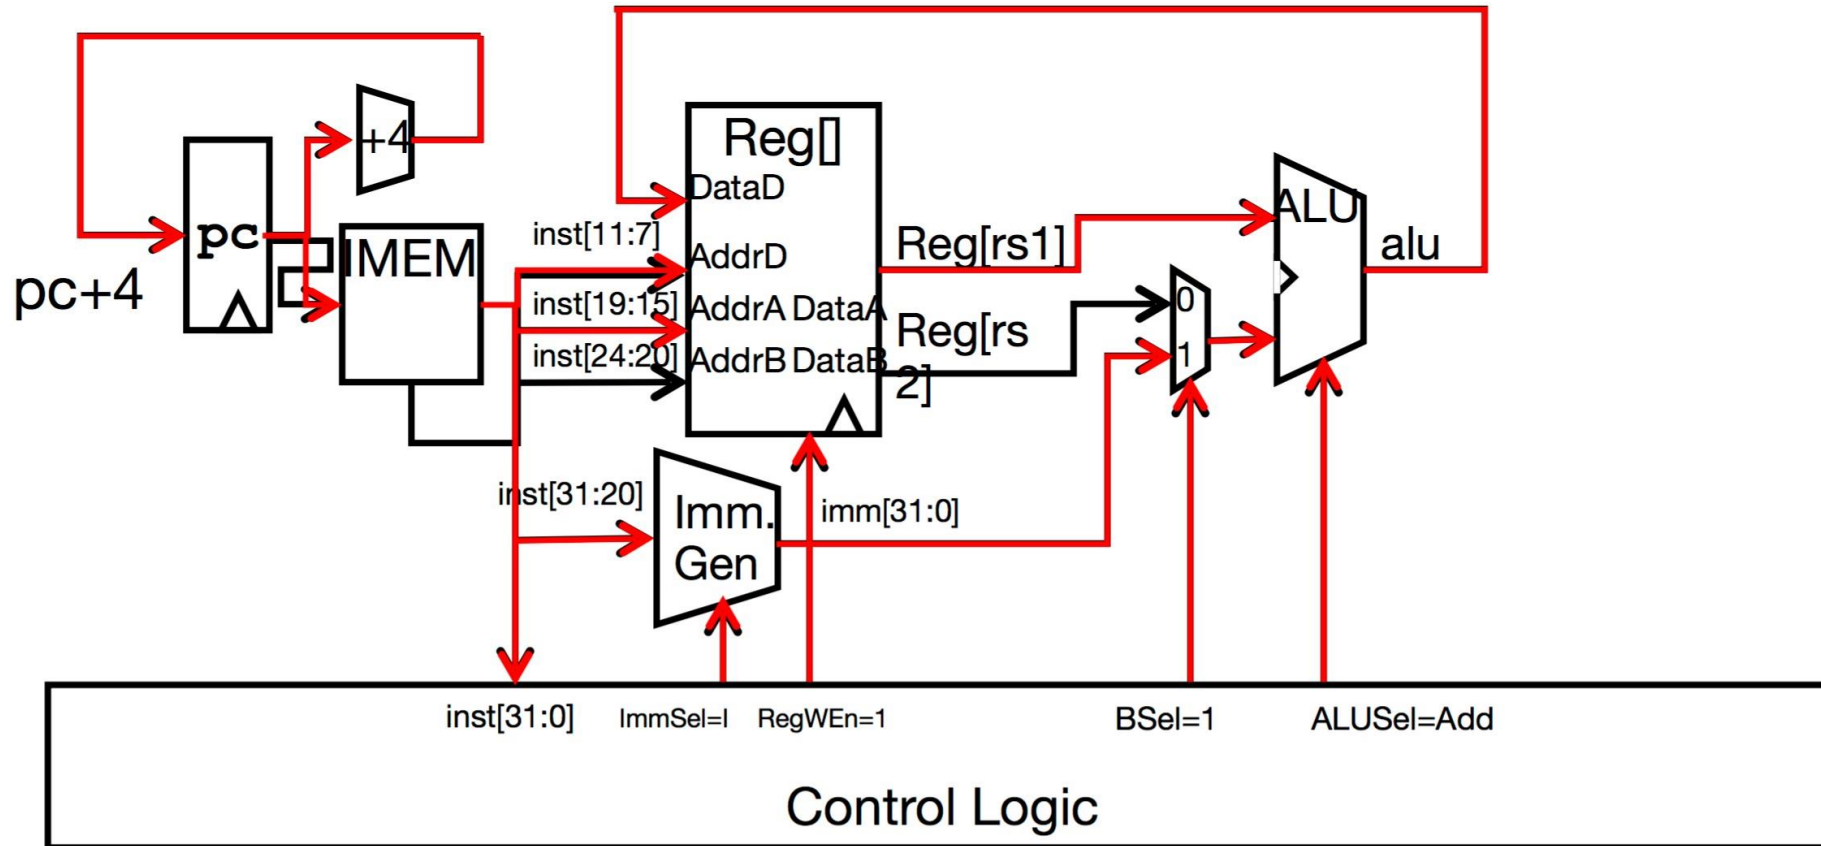 +4
Reg[]
DataD
pc
inst[11:7]
IMEM
AddrD
Reg[rs1]
ALU
alu
pc+4
inst[19:15]
AddrA DataA
0
inst[24:20]
AddrB DataB
Reg[rs
2]
1
inst[31:20]
Imm.
Gen
imm[31:0]
inst[31:0]
ImmSel=I
RegWEn=1
BSel=1
ALUSel=Add
Control Logic